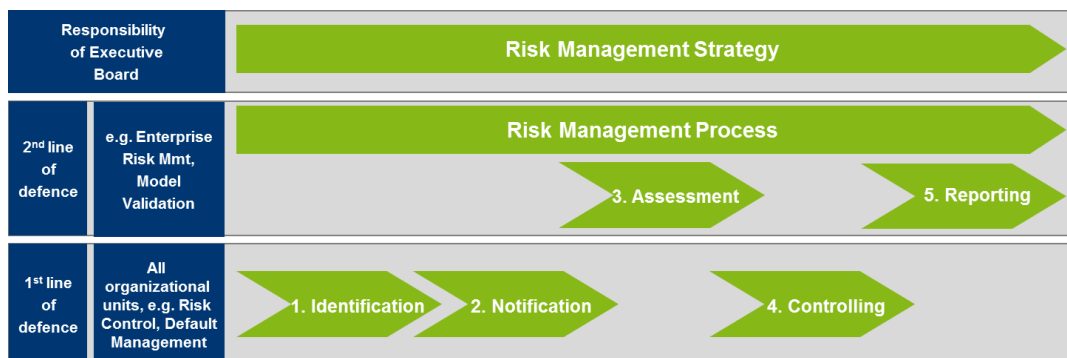 Responsibility
of Executive
Board
Risk Management Strategy
2nd line
of
defence
e.g. Enterprise
Risk Mmt,
Model
Validation
Risk Management Process
3. Assessment
5. Reporting
1st line
of
defence
All
organizational
units, e.g. Risk
Control, Default
Management
1. Identification
2. Notification
4. Controlling